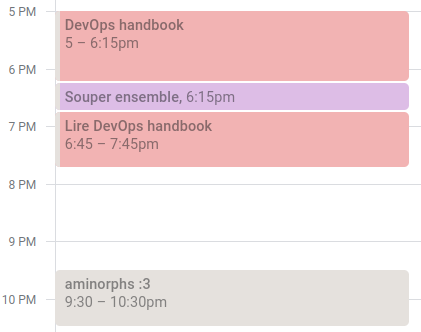 5 PM
DevOps handbook
5 – 6:15pm
6 PM
Souper ensemble, 6:15pm
7 PM
Lire DevOps handbook
6:45 – 7:45pm
8 PM
9 PM
aminorphs :3
9:30 – 10:30pm
10 PM